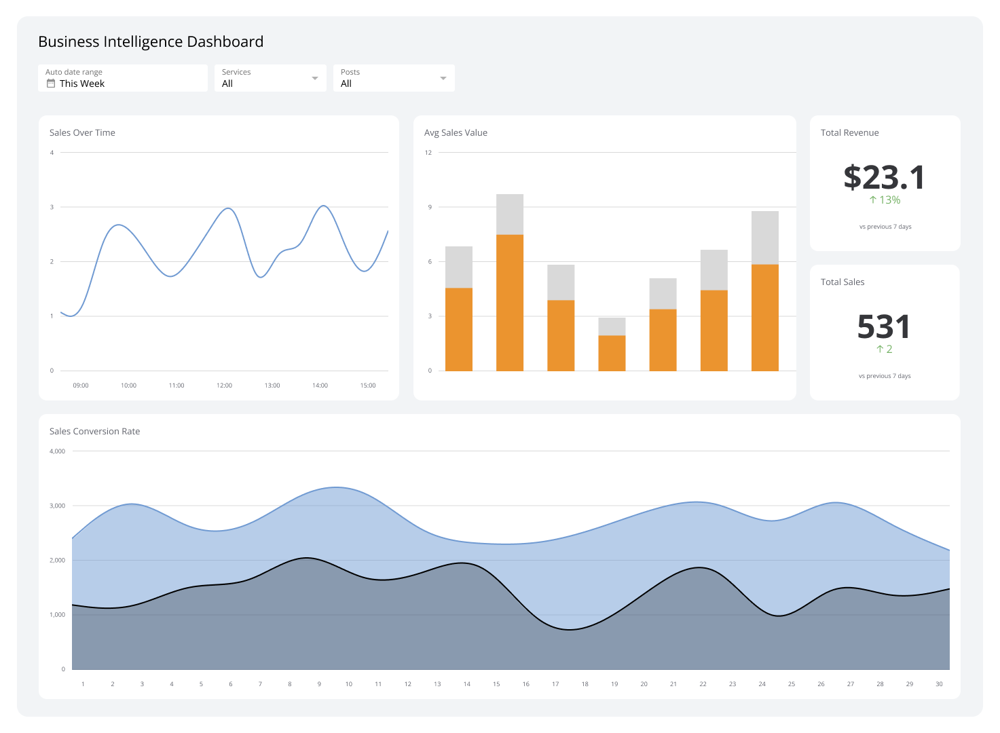 Business Intelligence Dashboard
Auto date range
This Week
Services
All
Posts
All
Sales Over Time
4
3
2
1
0
09:00 10:00 11:00 12:00 13:00 14:00 15:00
Avg Sales Value
12
9
6
3
0
Total Revenue
$23.1
↑ 13%
vs previous 7 days
Total Sales
531
↑ 2
vs previous 7 days
Sales Conversion Rate
4,000
3,000
2,000
1,000
0
1 2 3 4 5 6 7 8 9 10 11 12 13 14 15 16 17 18 19 20 21 22 23 24 25 26 27 28 29 30